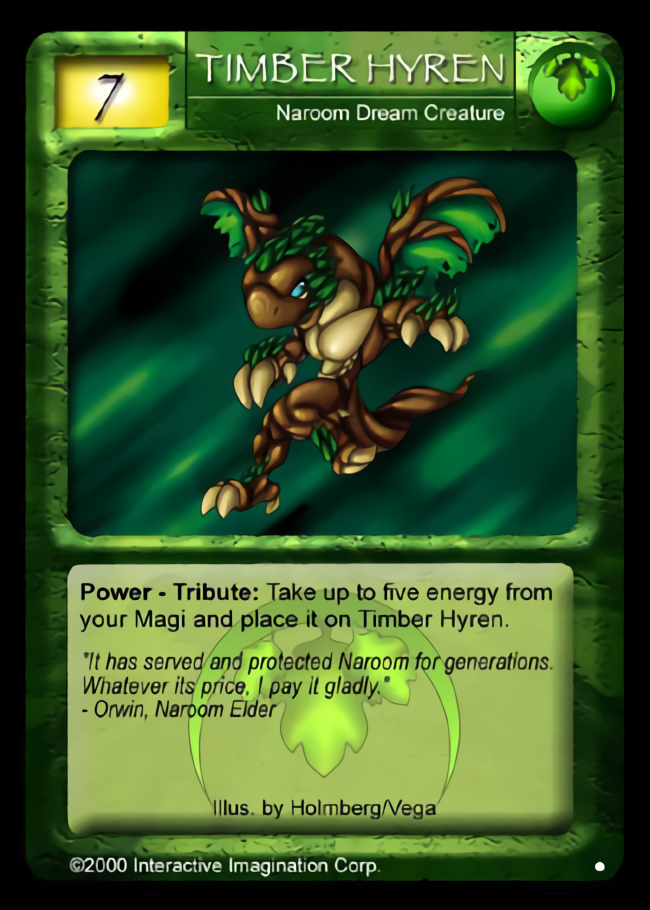 7
TIMBER HYREN
Naroom Dream Creature
Power - Tribute: Take up to five energy from
your Magi and place it on Timber Hyren.
"It has served and protected Naroom for generations.
Whatever its price, I pay it gladly."
- Orwin, Naroom Elder
Illus. by Holmberg/Vega
©2000 Interactive Imagination Corp.